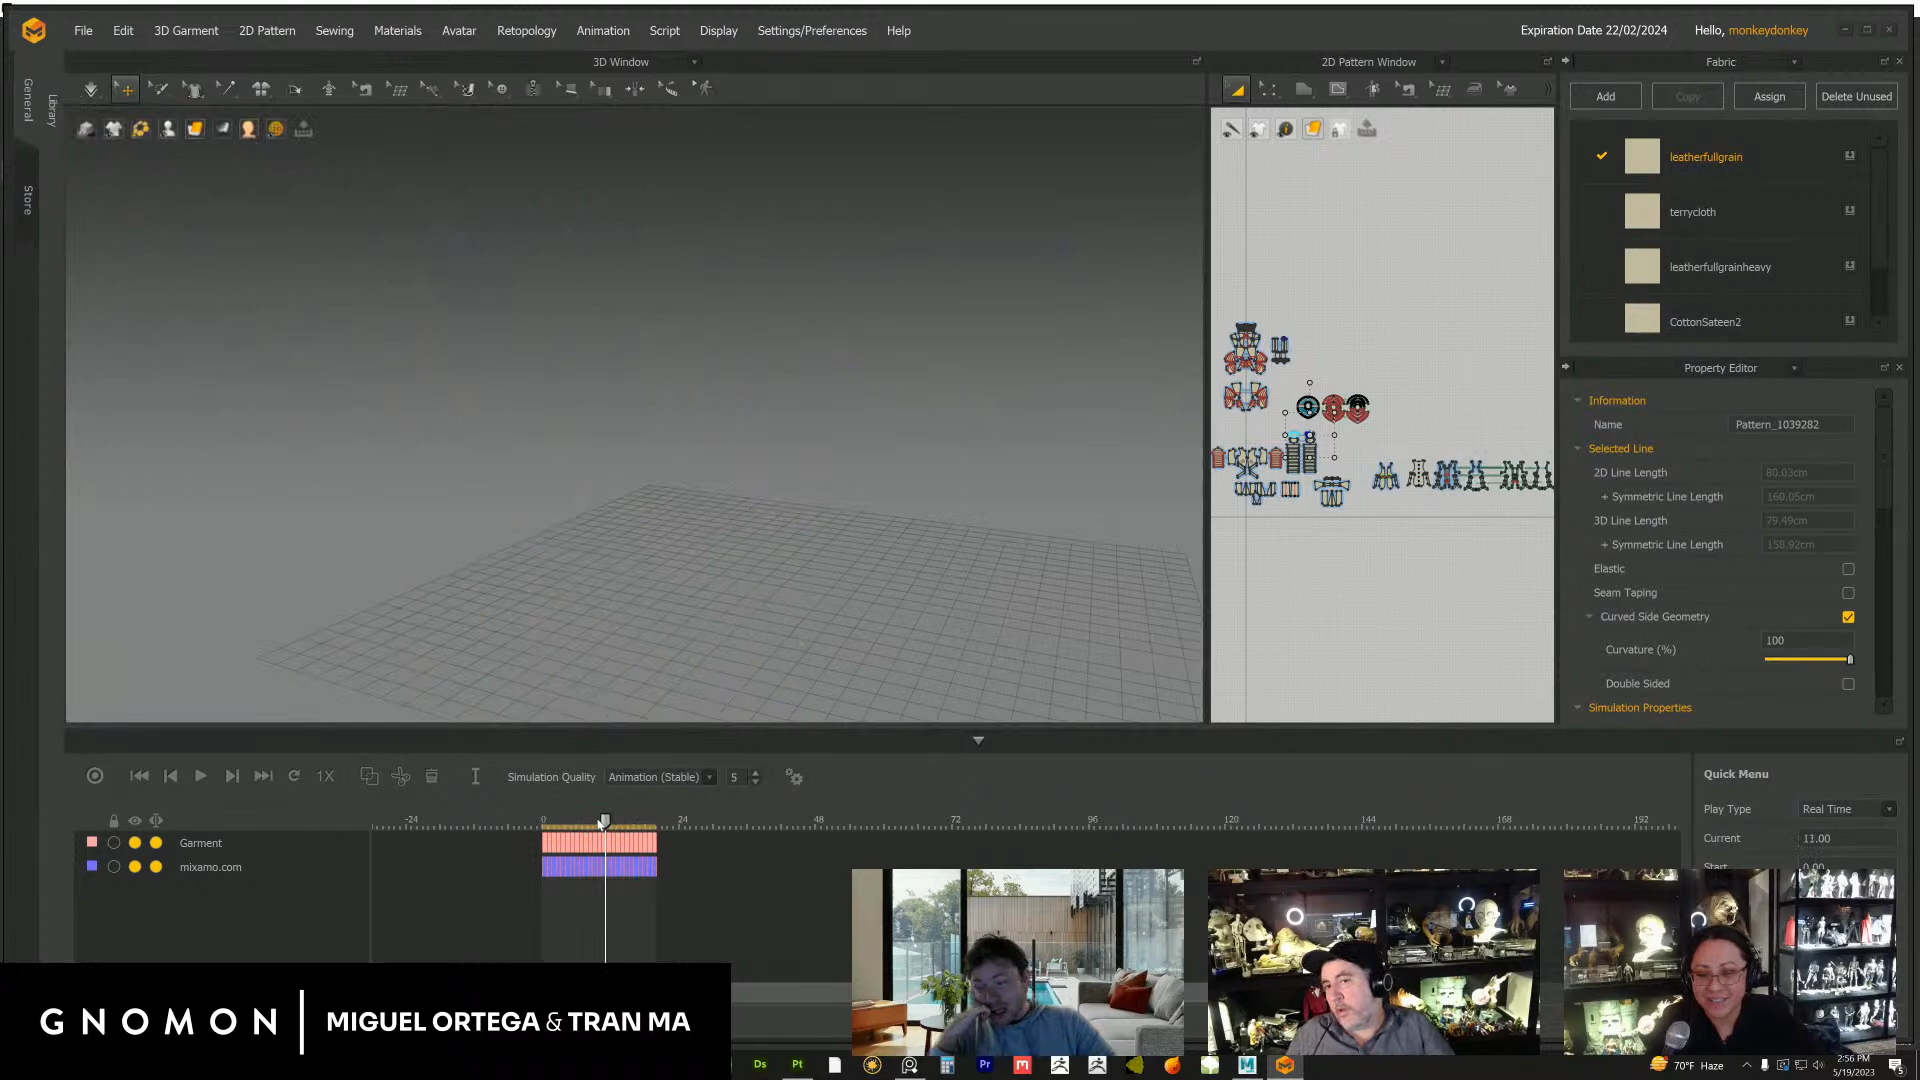 File Edit 3D Garment 2D Pattern Sewing Materials Avatar Retopology Animation Script Display Settings/Preferences Help
Expiration Date 22/02/2024 Hello, monkeydonkey
3D Window
2D Pattern Window
Fabric
General
Library
Store
Add Copy Assign Delete Unused
leatherfullgrain
terrycloth
leatherfullgrainheavy
CottonSateen2
Property Editor
Information
Name Pattern_1039282
Selected Line
2D Line Length 80.03cm
+ Symmetric Line Length 160.05cm
3D Line Length 79.49cm
+ Symmetric Line Length 158.92cm
Elastic
Seam Taping
Curved Side Geometry
Curvature (%) 100
Double Sided
Simulation Properties
1X Simulation Quality Animation (Stable) 5
Quick Menu
Play Type Real Time
Current 11.00
Start 0.00
-24 0 24 48 72 96 120 144 168 192
Garment
mixamo.com
GNOMON MIGUEL ORTEGA & TRAN MA
Ds Pt Pr
70°F Haze
2:56 PM
5/19/2023
5